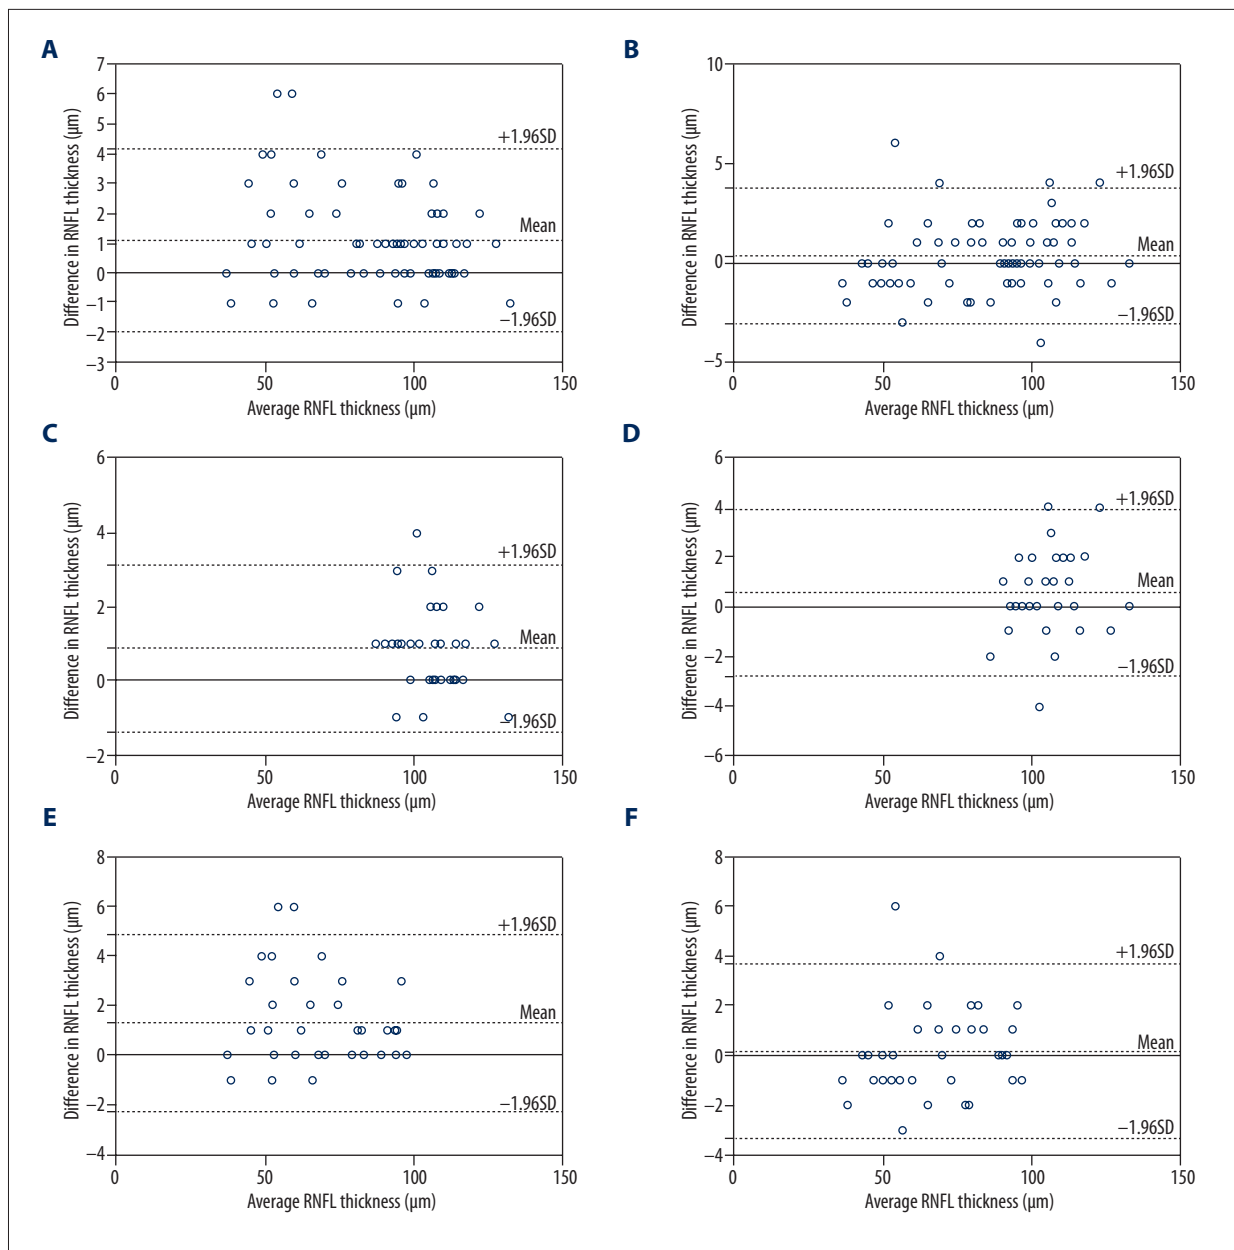 A
Difference in RNFL thickness (µm)
7
6
5
4
3
2
1
0
−1
−2
−3
+1.96SD
Mean
−1.96SD
0 50 100 150
Average RNFL thickness (µm)
B
Difference in RNFL thickness (µm)
10
5
0
−5
+1.96SD
Mean
−1.96SD
0 50 100 150
Average RNFL thickness (µm)
C
Difference in RNFL thickness (µm)
6
4
2
0
−2
+1.96SD
Mean
−1.96SD
0 50 100 150
Average RNFL thickness (µm)
D
Difference in RNFL thickness (µm)
6
4
2
0
−2
−4
−6
+1.96SD
Mean
−1.96SD
0 50 100 150
Average RNFL thickness (µm)
E
Difference in RNFL thickness (µm)
8
6
4
2
0
−2
−4
+1.96SD
Mean
−1.96SD
0 50 100 150
Average RNFL thickness (µm)
F
Difference in RNFL thickness (µm)
8
6
4
2
0
−2
−4
+1.96SD
Mean
−1.96SD
0 50 100 150
Average RNFL thickness (µm)